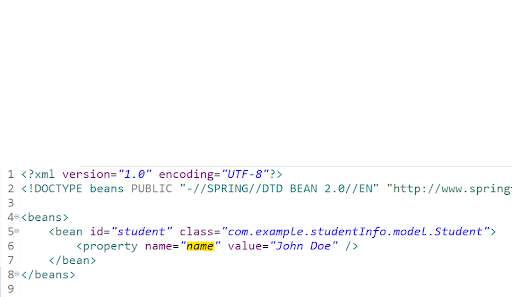 1 <?xml version="1.0" encoding="UTF-8"?>
2 <!DOCTYPE beans PUBLIC "-//SPRING//DTD BEAN 2.0//EN" "http://www.spring
3
4 <beans>
5 <bean id="student" class="com.example.studentInfo.model.Student">
6 <property name="name" value="John Doe" />
7 </bean>
8 </beans>
9